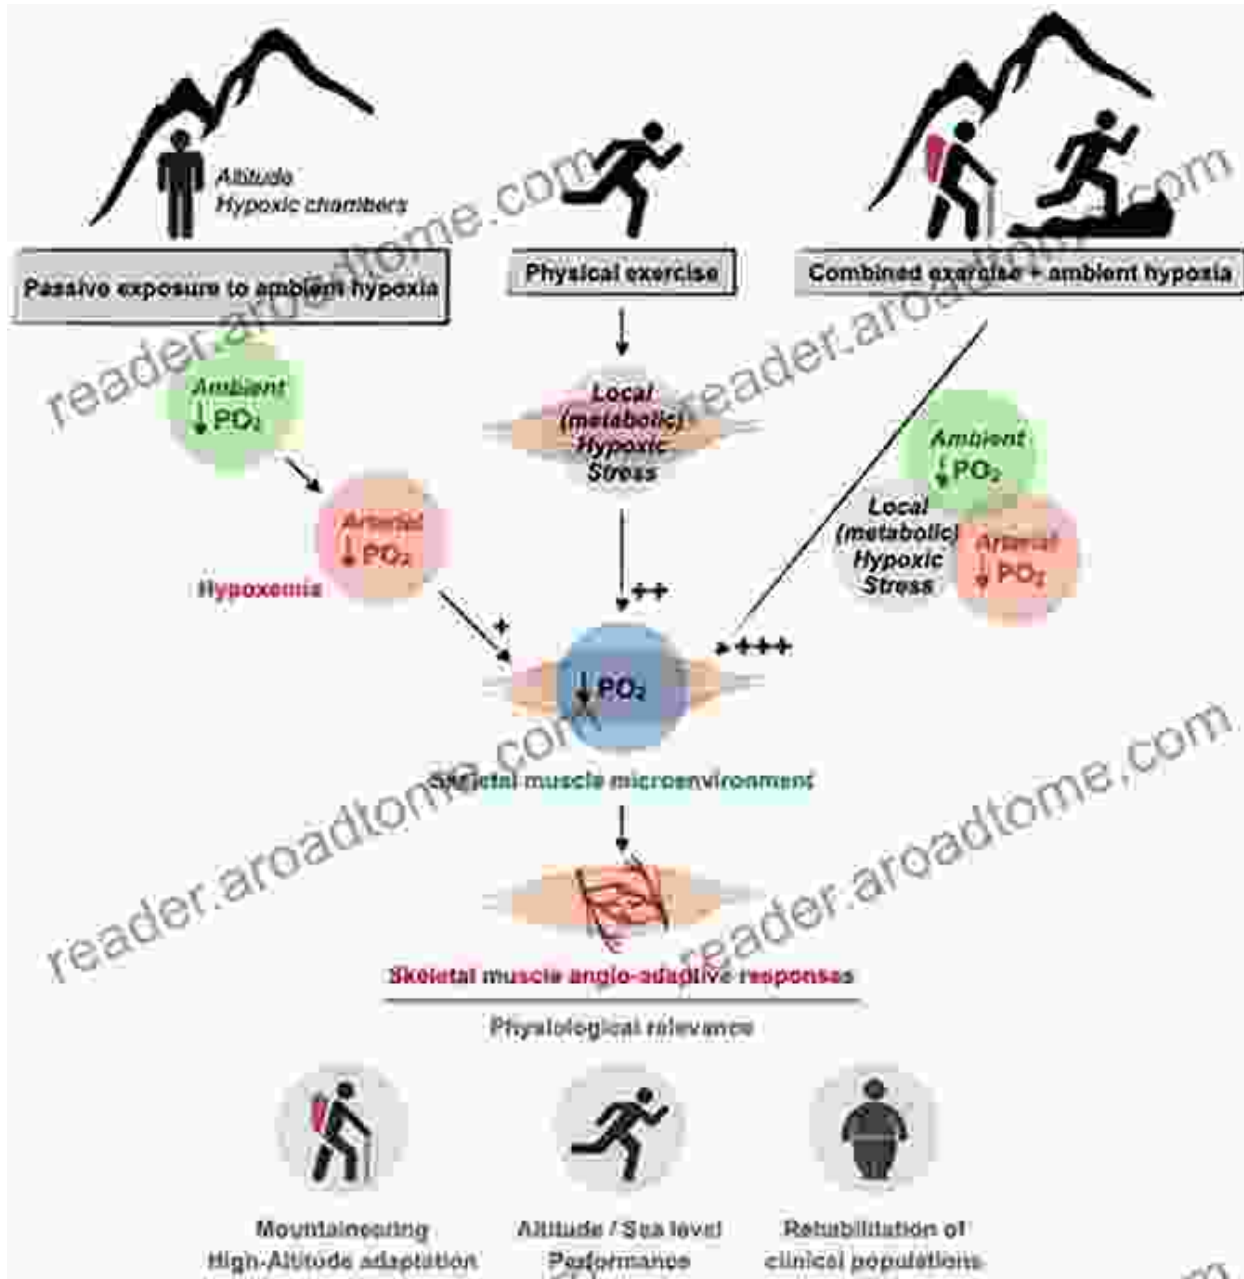 Altitude
Hypoxic chambers
Passive exposure to ambient hypoxia
Physical exercise
Combined exercise + ambient hypoxia
Ambient
↓ PO₂
Arterial
↓ PO₂
Hypoxemia
+
Local
(metabolic)
Hypoxic
Stress
++
Ambient
↓ PO₂
Local
(metabolic)
Hypoxic
Stress
Arterial
↓ PO₂
+++
↓ PO₂
Skeletal muscle microenvironment
Skeletal muscle angio-adaptive responses
Physiological relevance
Mountaineering
High-Altitude adaptation
Altitude / Sea level
Performance
Rehabilitation of
clinical populations
reader.aroadtome.com
reader.aroadtome.com
reader.aroadtome.com
reader.aroadtome.com